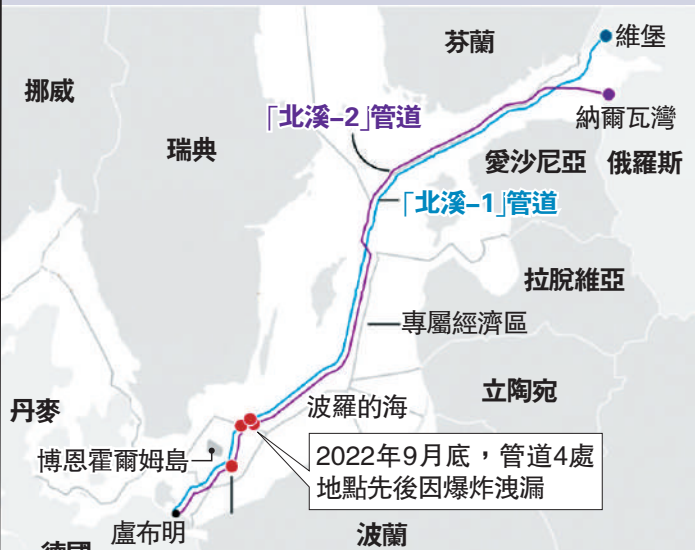 芬蘭
維堡
挪威
「北溪–2」管道
納爾瓦灣
瑞典
愛沙尼亞
俄羅斯
「北溪–1」管道
拉脫維亞
專屬經濟區
立陶宛
丹麥
波羅的海
博恩霍爾姆島
2022年9月底，管道4處
地點先後因爆炸洩漏
盧布明
波蘭
德國